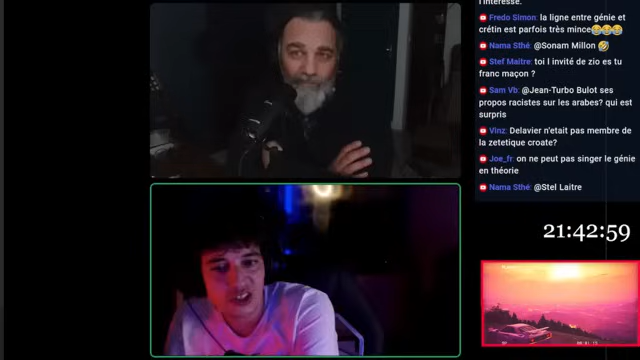 l'intéresse.
Fredo Simon: la ligne entre génie et
crétin est parfois très mince😂😂😂
Nama Sthé: @Sonam Millon 🤣
Stef Maitre: toi l invité de zio es tu
franc maçon ?
Sam Vb: @Jean-Turbo Bulot ses
propos racistes sur les arabes? qui est
surpris
Vinz: Delavier n'etait pas membre de
la zetetique croate?
Joe_fr: on ne peut pas singer le génie
en théorie
Nama Sthé: @Stel Laitre
21:42:59